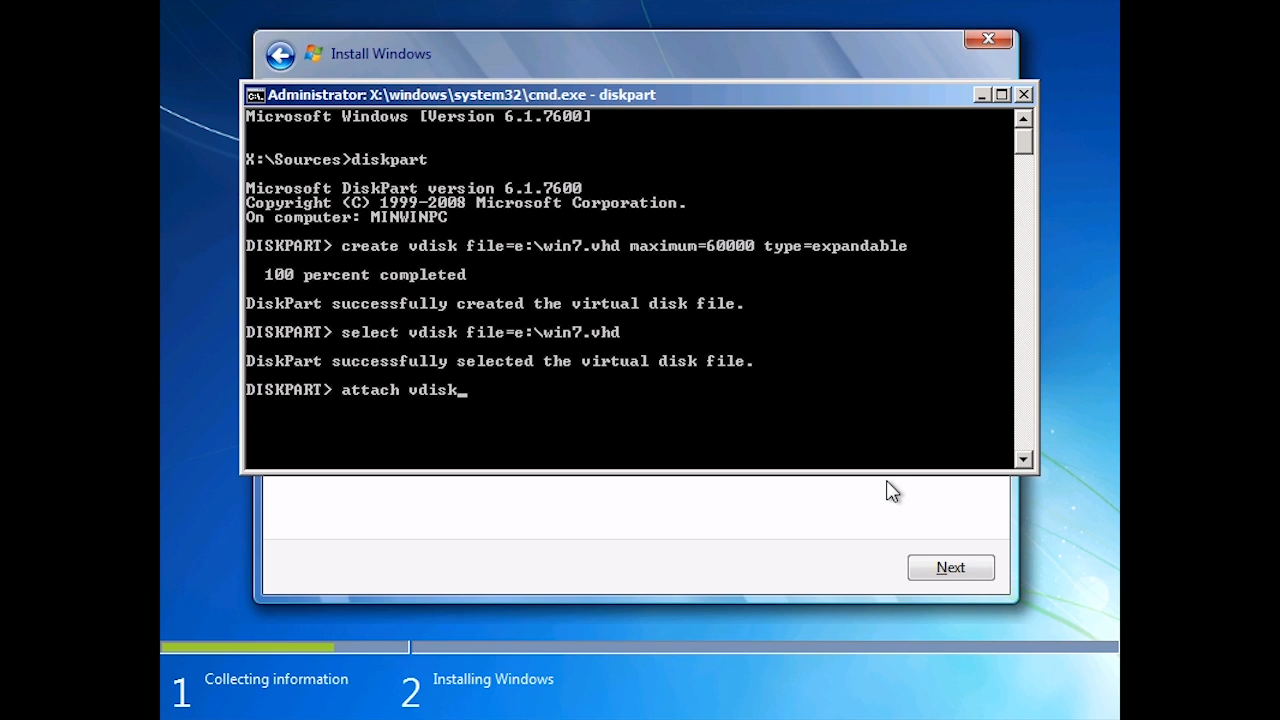 Install Windows
Administrator: X:\windows\system32\cmd.exe - diskpart
Microsoft Windows [Version 6.1.7600]
X:\Sources>diskpart
Microsoft DiskPart version 6.1.7600
Copyright (C) 1999-2008 Microsoft Corporation.
On computer: MINWINPC
DISKPART> create vdisk file=e:\win7.vhd maximum=60000 type=expandable
100 percent completed
DiskPart successfully created the virtual disk file.
DISKPART> select vdisk file=e:\win7.vhd
DiskPart successfully selected the virtual disk file.
DISKPART> attach vdisk_
Next
1 Collecting information
2 Installing Windows